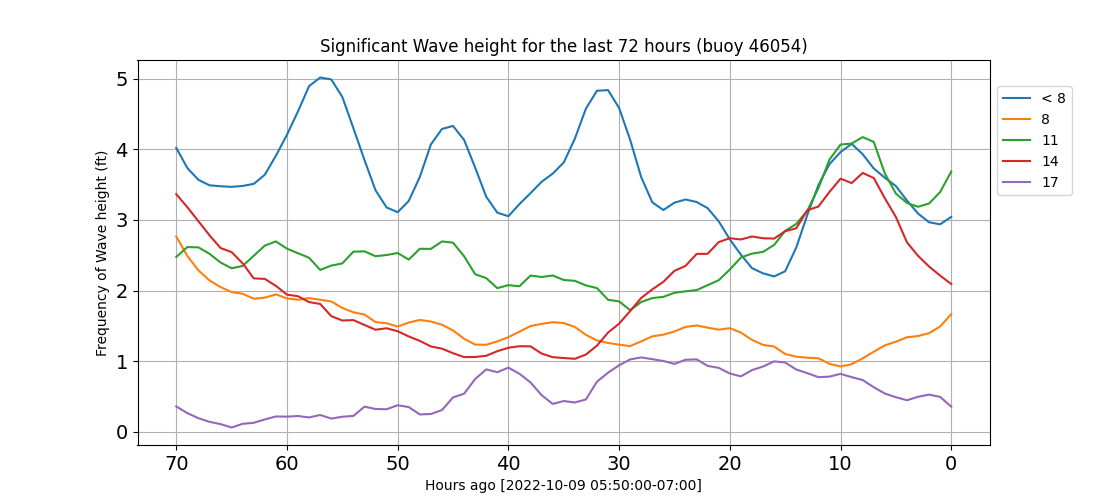 Significant Wave height for the last 72 hours (buoy 46054)
Frequency of Wave height (ft)
5
4
3
2
1
0
70 60 50 40 30 20 10 0
Hours ago [2022-10-09 05:50:00-07:00]
< 8
8
11
14
17